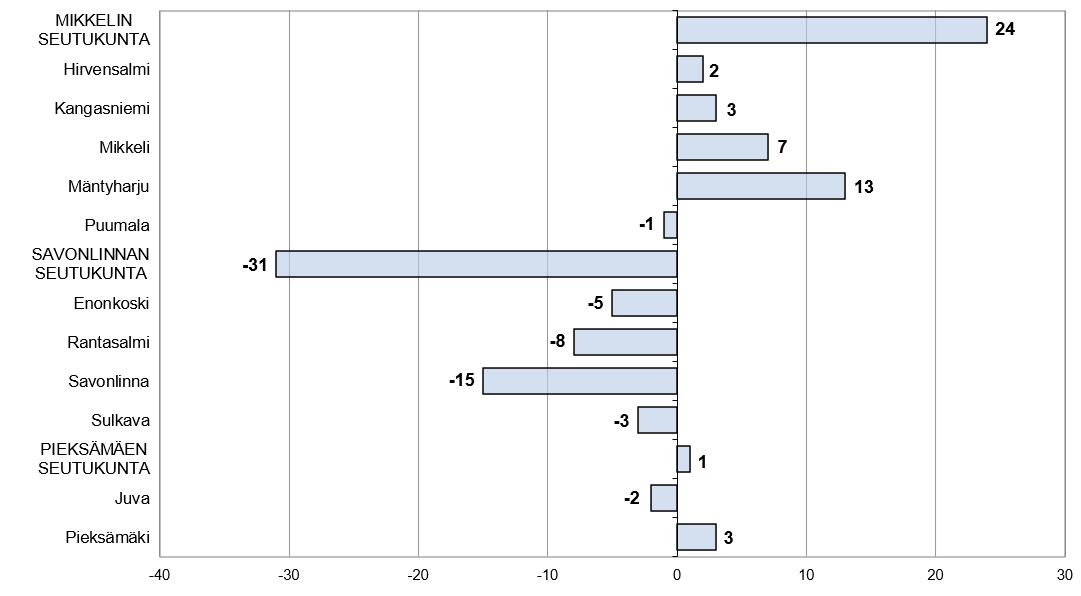 MIKKELIN
SEUTUKUNTA
24
Hirvensalmi
2
Kangasniemi
3
Mikkeli
7
Mäntyharju
13
Puumala
-1
SAVONLINNAN
SEUTUKUNTA
-31
Enonkoski
-5
Rantasalmi
-8
Savonlinna
-15
Sulkava
-3
PIEKSÄMÄEN
SEUTUKUNTA
1
Juva
-2
Pieksämäki
3
-40 -30 -20 -10 0 10 20 30